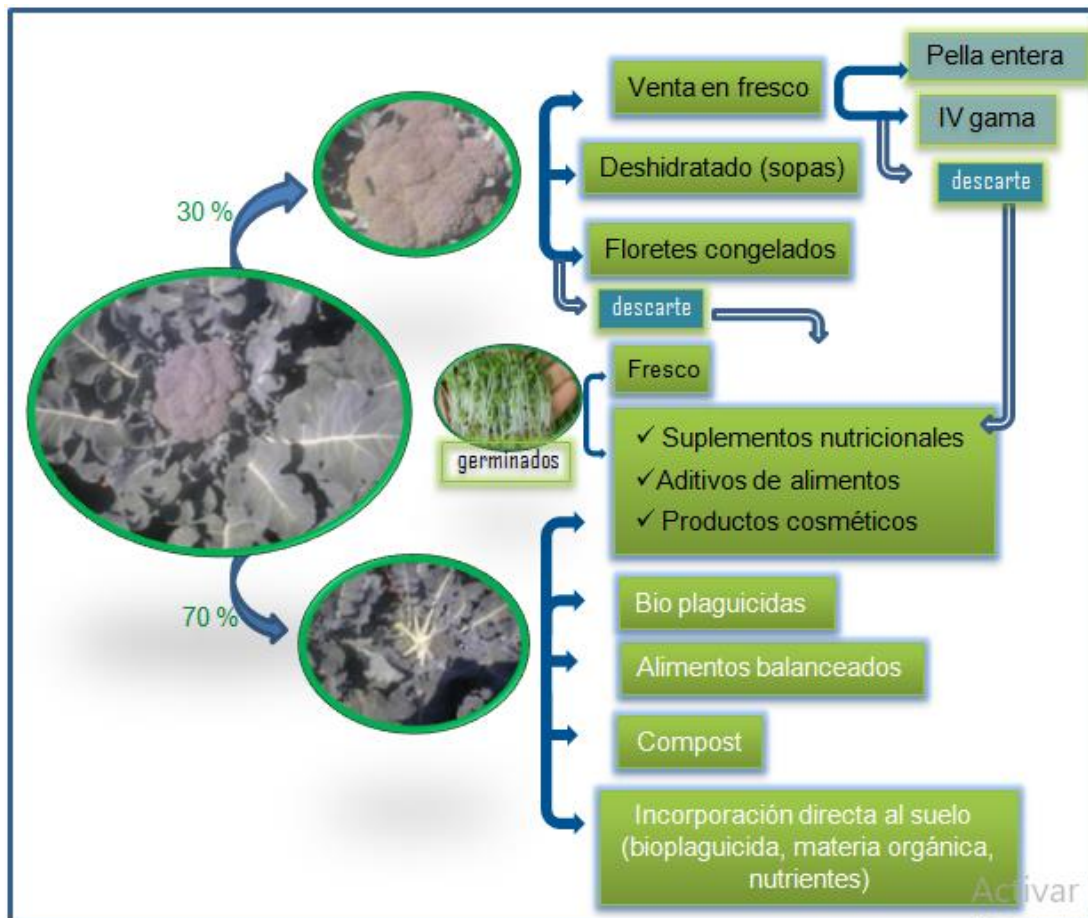 Pella entera
Venta en fresco
IV gama
descarte
Deshidratado (sopas)
30 %
Floretes congelados
descarte
Fresco
germinados
✓ Suplementos nutricionales
✓ Aditivos de alimentos
✓ Productos cosméticos
70 %
Bio plaguicidas
Alimentos balanceados
Compost
Incorporación directa al suelo
(bioplaguicida, materia orgánica,
nutrientes)
Activar